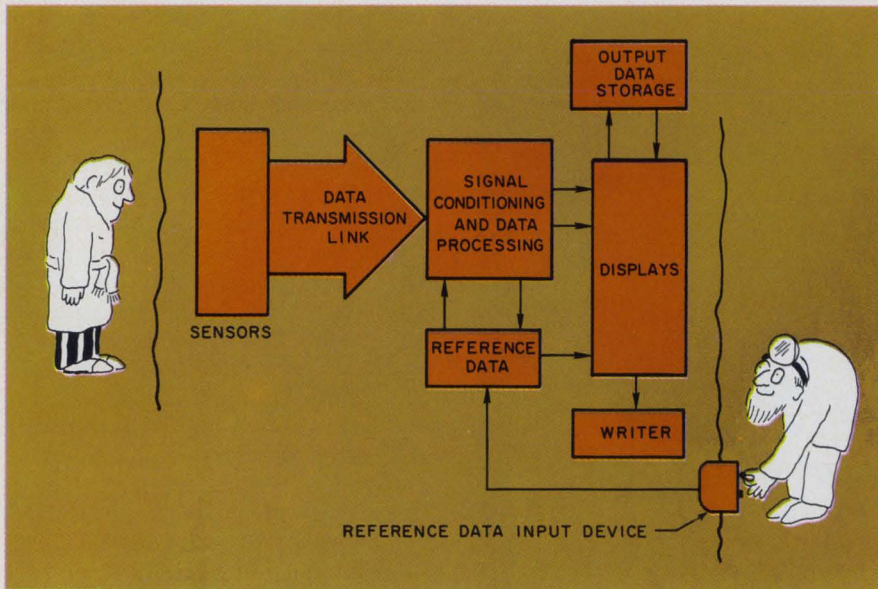 OUTPUT
DATA
STORAGE
SENSORS
DATA
TRANSMISSION
LINK
SIGNAL
CONDITIONING
AND DATA
PROCESSING
DISPLAYS
REFERENCE
DATA
WRITER
REFERENCE DATA INPUT DEVICE